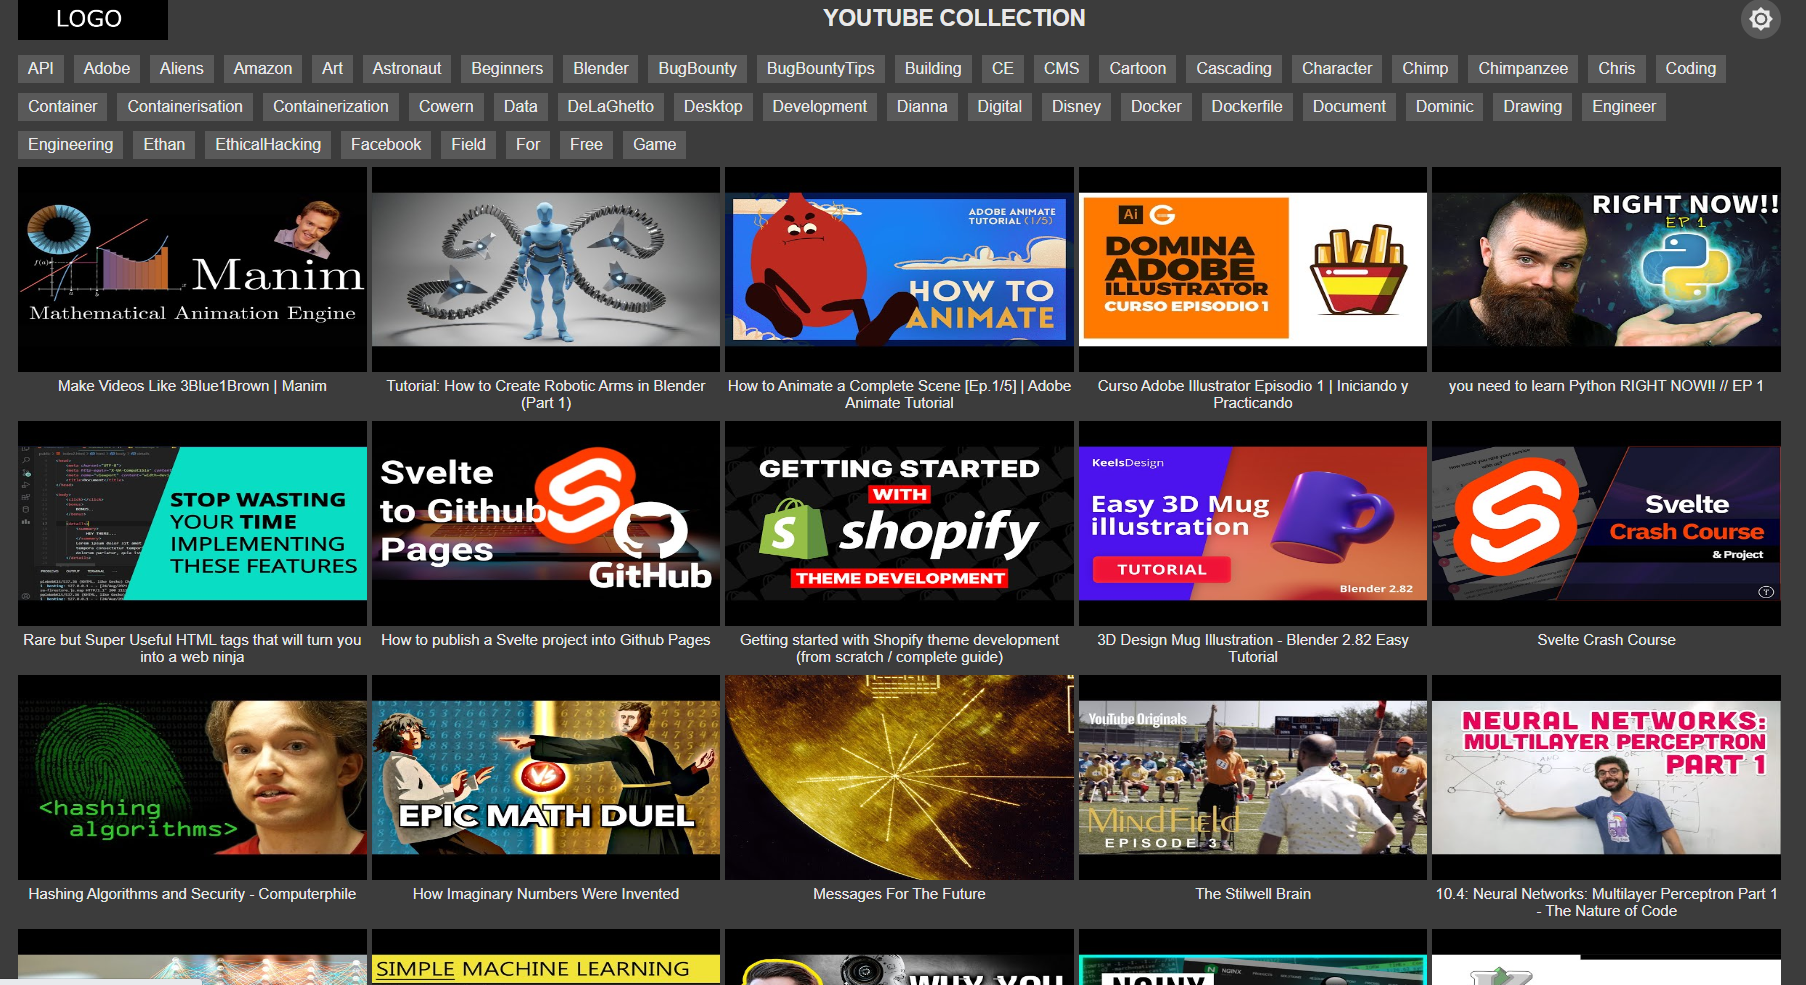 LOGO
YOUTUBE COLLECTION
API Adobe Aliens Amazon Art Astronaut Beginners Blender BugBounty BugBountyTips Building CE CMS Cartoon Cascading Character Chimp Chimpanzee Chris Coding
Container Containerisation Containerization Cowern Data DeLaGhetto Desktop Development Dianna Digital Disney Docker Dockerfile Document Dominic Drawing Engineer
Engineering Ethan EthicalHacking Facebook Field For Free Game
Manim
Mathematical Animation Engine
Make Videos Like 3Blue1Brown | Manim
Tutorial: How to Create Robotic Arms in Blender
(Part 1)
ADOBE ANIMATE
TUTORIAL (1/5)
HOW TO
ANIMATE
How to Animate a Complete Scene [Ep.1/5] | Adobe
Animate Tutorial
Ai G
DOMINA
ADOBE
ILLUSTRATOR
CURSO EPISODIO 1
Curso Adobe Illustrator Episodio 1 | Iniciando y
Practicando
RIGHT NOW!!
EP 1
you need to learn Python RIGHT NOW!! // EP 1
STOP WASTING
YOUR TIME
IMPLEMENTING
THESE FEATURES
Rare but Super Useful HTML tags that will turn you
into a web ninja
Svelte
to Github
Pages
GitHub
How to publish a Svelte project into Github Pages
GETTING STARTED
WITH
shopify
THEME DEVELOPMENT
Getting started with Shopify theme development
(from scratch / complete guide)
KeelsDesign
Easy 3D Mug
illustration
TUTORIAL
Blender 2.82
3D Design Mug Illustration - Blender 2.82 Easy
Tutorial
Svelte
Crash Course
& Project
Svelte Crash Course
<hashing
algorithms>
Hashing Algorithms and Security - Computerphile
VS
EPIC MATH DUEL
How Imaginary Numbers Were Invented
Messages For The Future
YouTube Originals
MIND FIELD
EPISODE 3
The Stilwell Brain
NEURAL NETWORKS:
MULTILAYER PERCEPTRON
PART 1
10.4: Neural Networks: Multilayer Perceptron Part 1
- The Nature of Code
SIMPLE MACHINE LEARNING
WHY YOU
NGINX
NGINX